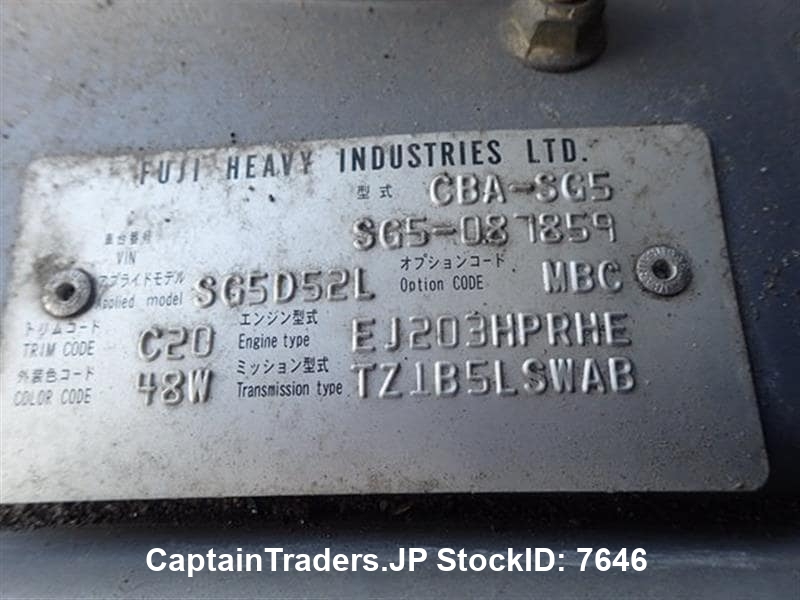 FUJI HEAVY INDUSTRIES LTD.
型式 CBA-SG5
車台番号 VIN SG5-087859
アプライドモデル Applied model SG5D52L オプションコード Option CODE MBC
トリムコード TRIM CODE C20 エンジン型式 Engine type EJ203HPRHE
外装色コード COLOR CODE 48W ミッション型式 Transmission type TZ1B5LSWAB
CaptainTraders.JP StockID: 7646